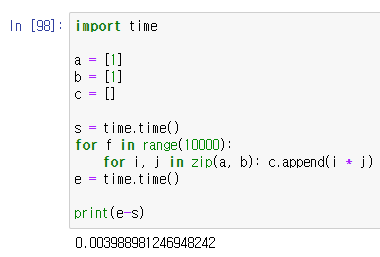 In [98]: import time
a = [1]
b = [1]
c = []
s = time.time()
for f in range(10000):
    for i, j in zip(a, b): c.append(i * j)
e = time.time()
print(e-s)
0.003988981246948242